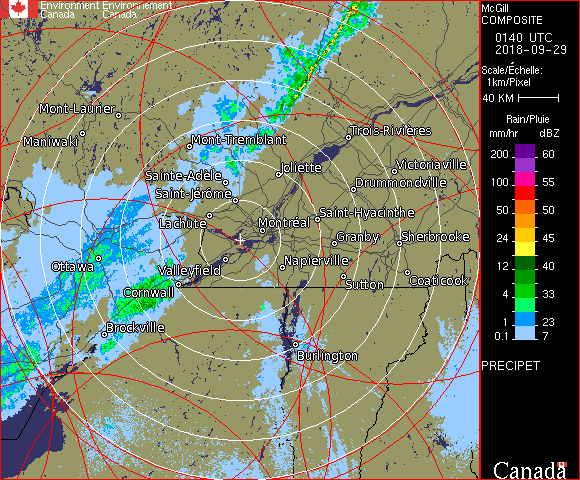 Environment Environnement
Canada Canada
McGill
COMPOSITE
0140 UTC
2018-09-29
Scale/Échelle:
1km/Pixel
40 KM
Rain/Pluie
mm/hr dBZ
200 60
100 55
50 50
24 45
12 40
4 33
1 23
0.1 7
PRECIPET
Canada
Mont-Laurier
Maniwaki
Mont-Tremblant
Trois-Rivières
Sainte-Adèle
Joliette
Victoriaville
Saint-Jérôme
Drummondville
Lachute
Saint-Hyacinthe
Montréal
Granby
Sherbrooke
Ottawa
Valleyfield
Napierville
Cornwall
Sutton
Coaticook
Brockville
Burlington